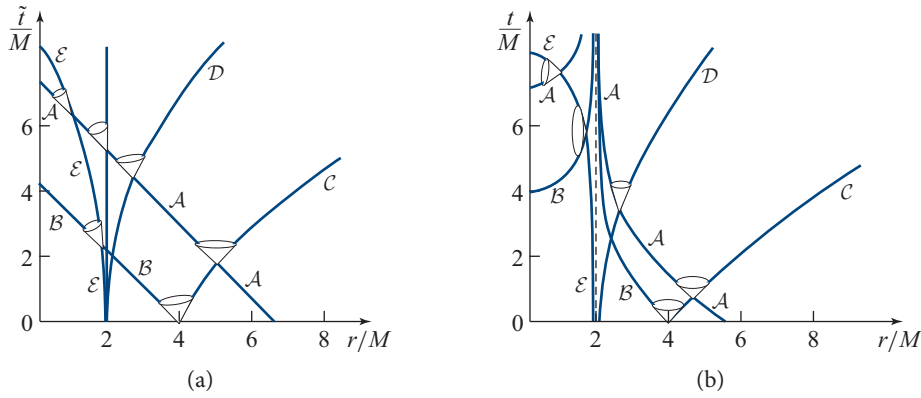 t̃/M
6
4
2
0
2
4
6
8
r/M
ℰ
𝒜
ℰ
ℬ
ℰ
ℬ
𝒜
𝒜
𝒟
𝒞
(a)
t/M
6
4
2
0
2
4
6
8
r/M
ℰ
𝒜
ℬ
ℰ
𝒜
ℬ
𝒜
𝒜
𝒟
𝒞
(b)